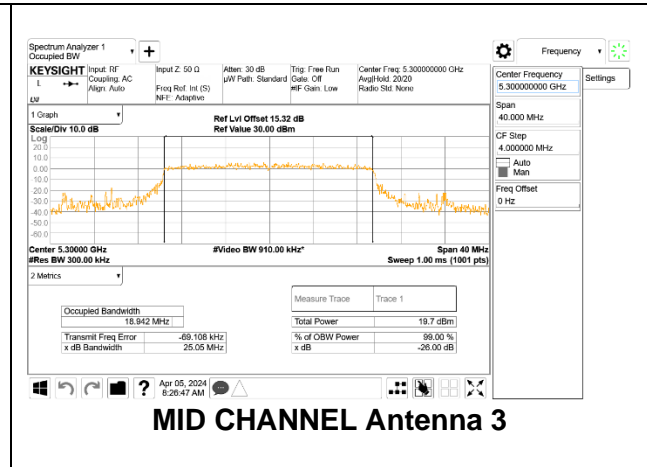 Spectrum Analyzer 1
Occupied BW
Frequency
KEYSIGHT
Input: RF
Coupling: AC
Align: Auto
Input Z: 50 Ω
Freq Ref: Int (S)
NFE: Adaptive
Atten: 30 dB
µW Path: Standard
Trig: Free Run
Gate: Off
#IF Gain: Low
Center Freq: 5.300000000 GHz
Avg|Hold: 20/20
Radio Std: None
L
Center Frequency
5.300000000 GHz
Settings
Span
40.000 MHz
CF Step
4.000000 MHz
Auto
Man
Freq Offset
0 Hz
1 Graph
Scale/Div 10.0 dB
Ref Lvl Offset 15.32 dB
Ref Value 30.00 dBm
Log
20.0
10.0
0.00
-10.0
-20.0
-30.0
-40.0
-50.0
-60.0
Center 5.30000 GHz
#Video BW 910.00 kHz*
Span 40 MHz
#Res BW 300.00 kHz
Sweep 1.00 ms (1001 pts)
2 Metrics
Measure Trace Trace 1
Occupied Bandwidth
18.942 MHz
Total Power 19.7 dBm
Transmit Freq Error -69.108 kHz
% of OBW Power 99.00 %
x dB Bandwidth 25.05 MHz
x dB -26.00 dB
Apr 05, 2024
8:26:47 AM
MID CHANNEL Antenna 3